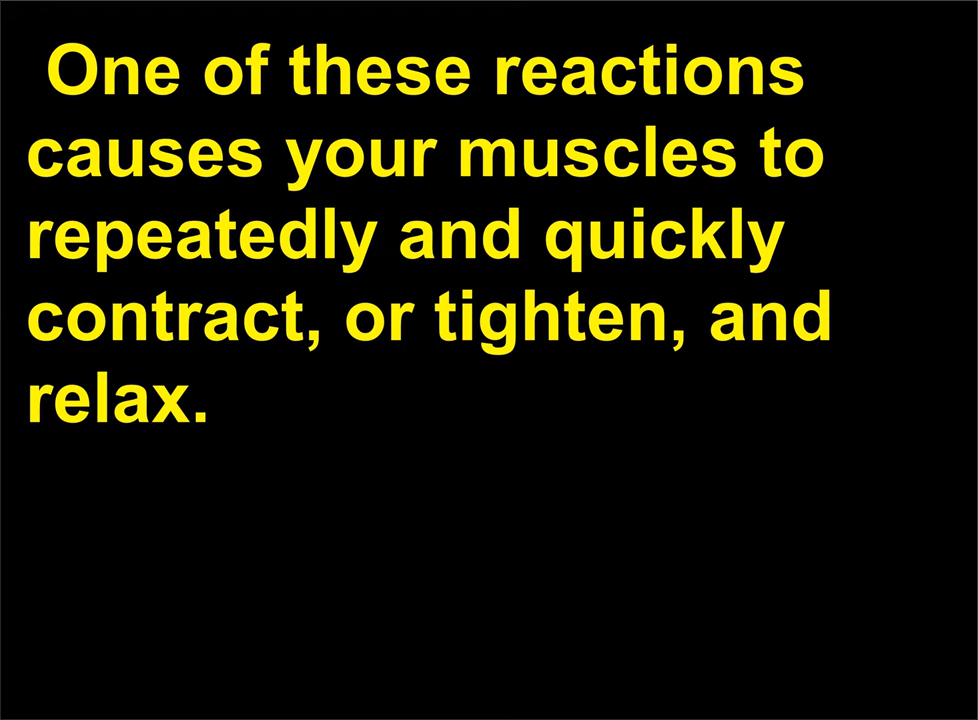 One of these reactions
causes your muscles to
repeatedly and quickly
contract, or tighten, and
relax.